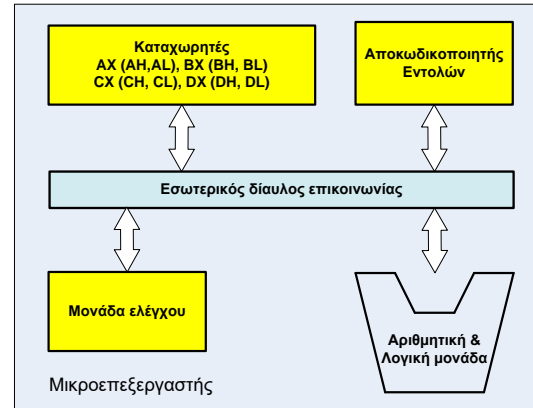 Καταχωρητές
AX (AH,AL), BX (BH, BL)
CX (CH, CL), DX (DH, DL)
Αποκωδικοποιητής
Εντολών
Εσωτερικός δίαυλος επικοινωνίας
Μονάδα ελέγχου
Αριθμητική &
Λογική μονάδα
Μικροεπεξεργαστής